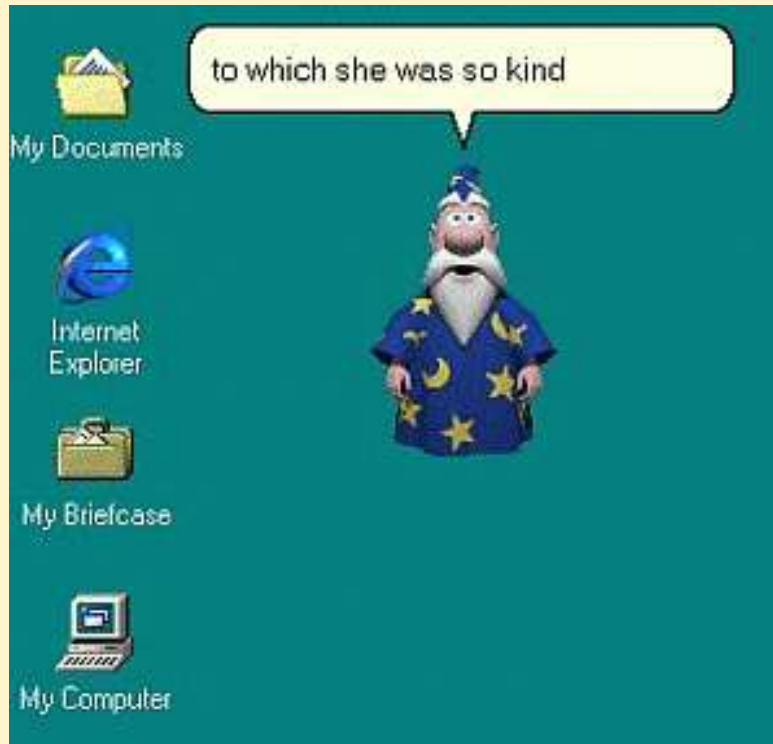 to which she was so kind
My Documents
Internet
Explorer
My Briefcase
My Computer